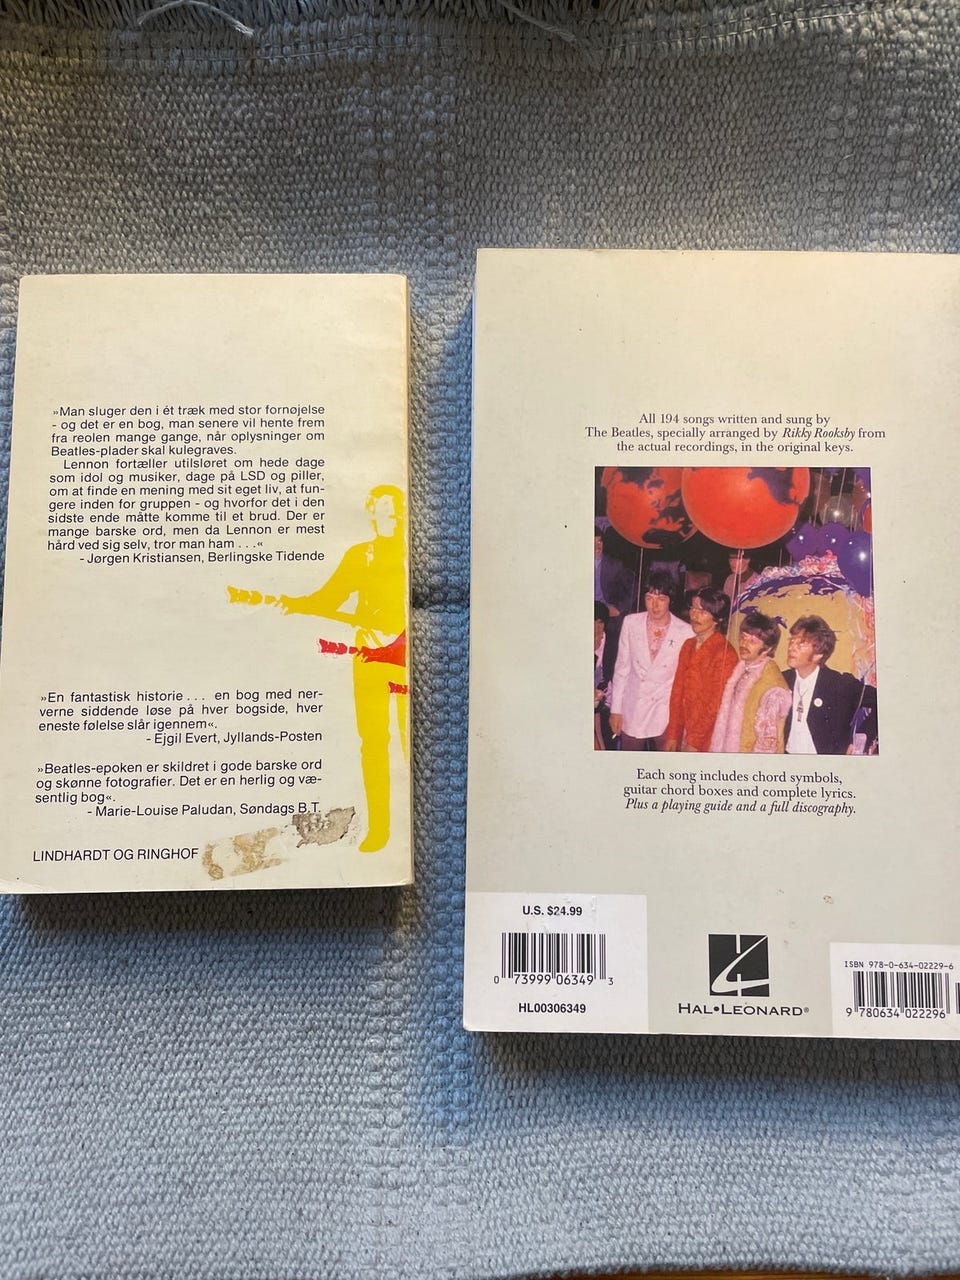 »Man sluger den i ét træk med stor fornøjelse
- og det er en bog, man senere vil hente frem
fra reolen mange gange, når oplysninger om
Beatles-plader skal kulegraves.
Lennon fortæller utilsløret om hede dage
som idol og musiker, dage på LSD og piller,
om at finde en mening med sit eget liv, at fun-
gere inden for gruppen - og hvorfor det i den
sidste ende måtte komme til et brud. Der er
mange barske ord, men da Lennon er mest
hård ved sig selv, tror man ham . . .«
- Jørgen Kristiansen, Berlingske Tidende
»En fantastisk historie . . . en bog med ner-
verne siddende løse på hver bogside, hver
eneste følelse slår igennem«.
- Ejgil Evert, Jyllands-Posten
»Beatles-epoken er skildret i gode barske ord
og skønne fotografier. Det er en herlig og væ-
sentlig bog«.
- Marie-Louise Paludan, Søndags B.T.
LINDHARDT OG RINGHOF
All 194 songs written and sung by
The Beatles, specially arranged by Rikky Rooksby from
the actual recordings, in the original keys.
Each song includes chord symbols,
guitar chord boxes and complete lyrics.
Plus a playing guide and a full discography.
U.S. $24.99
0 73999 06349 3
HL00306349
HAL•LEONARD®
ISBN 978-0-634-02229-6
9 780634 022296